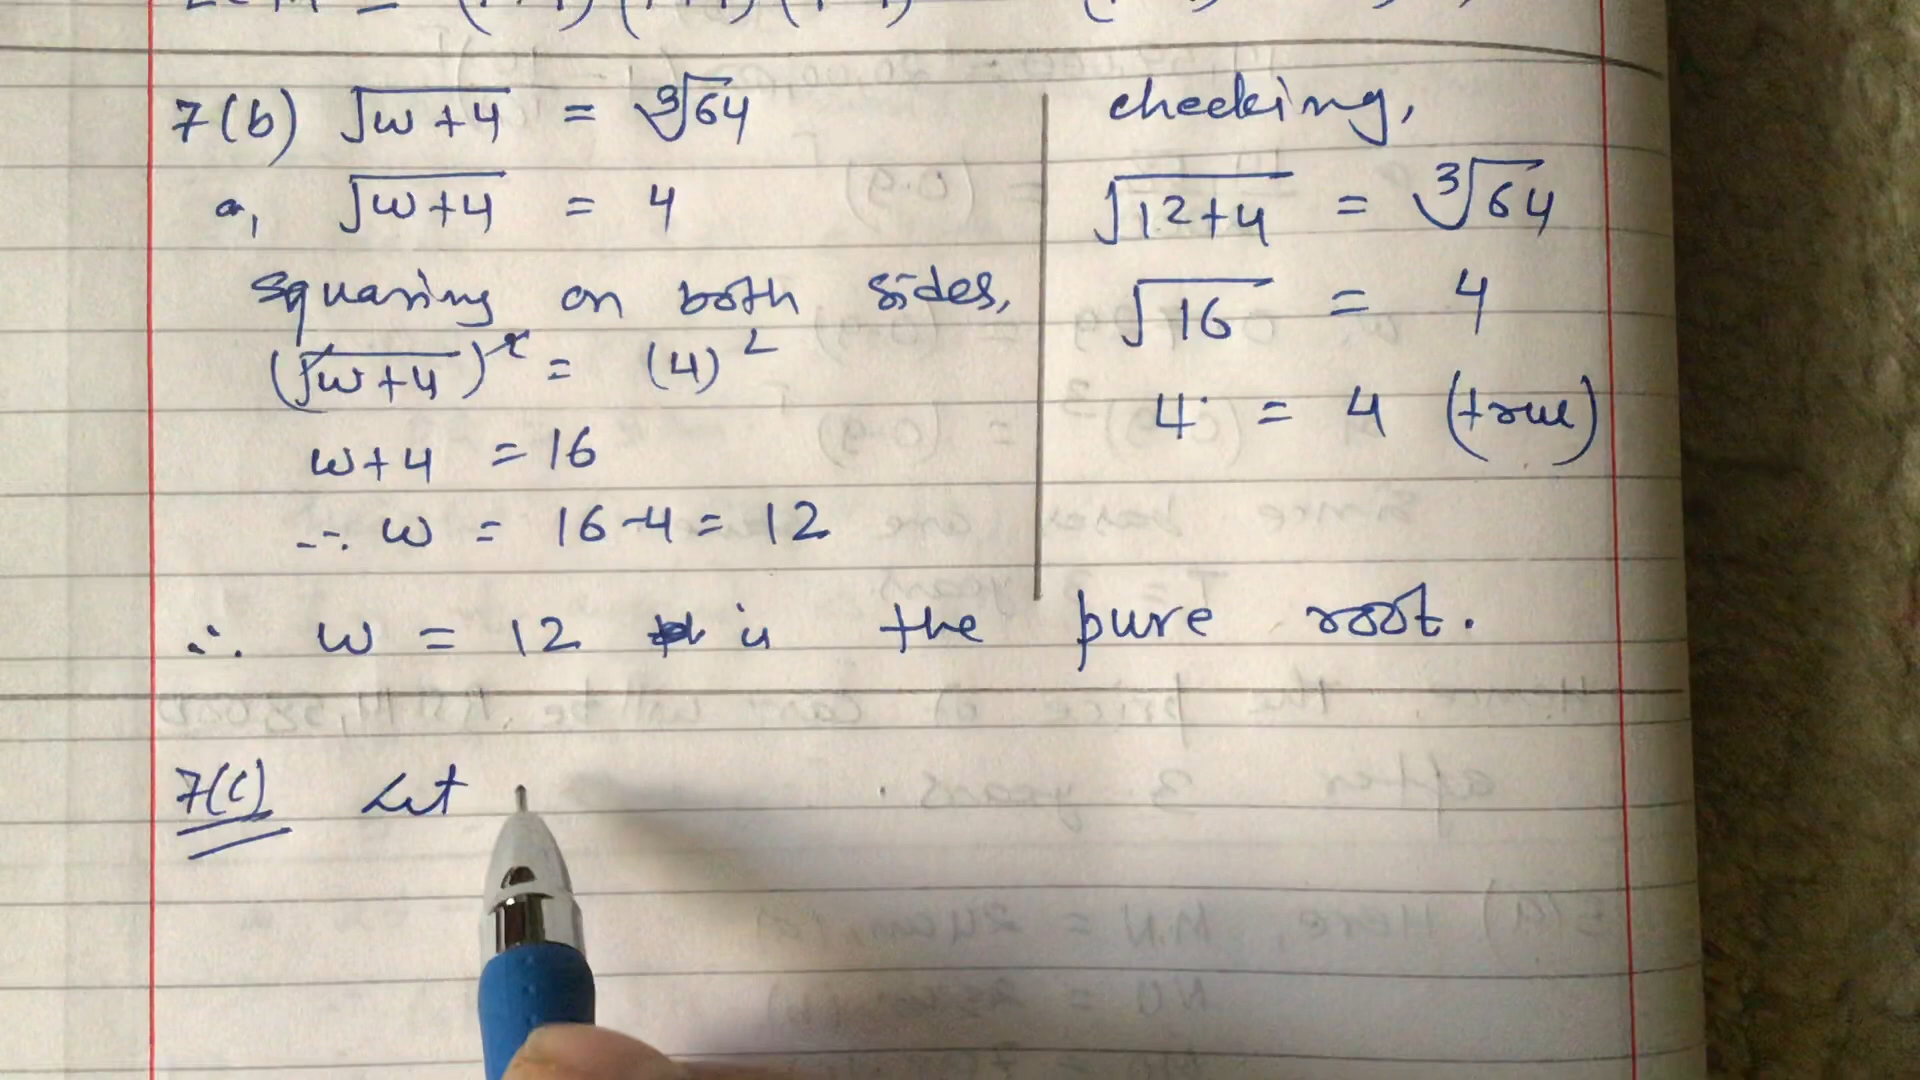 7(b) √w+4 = ∛64
or, √w+4 = 4
squaring on both sides,
(√w+4)² = (4)²
w+4 = 16
∴ w = 16-4 = 12
checking,
√12+4 = ∛64
√16 = 4
4 = 4 (true)
∴ w = 12 is the pure root.
7(c) Let